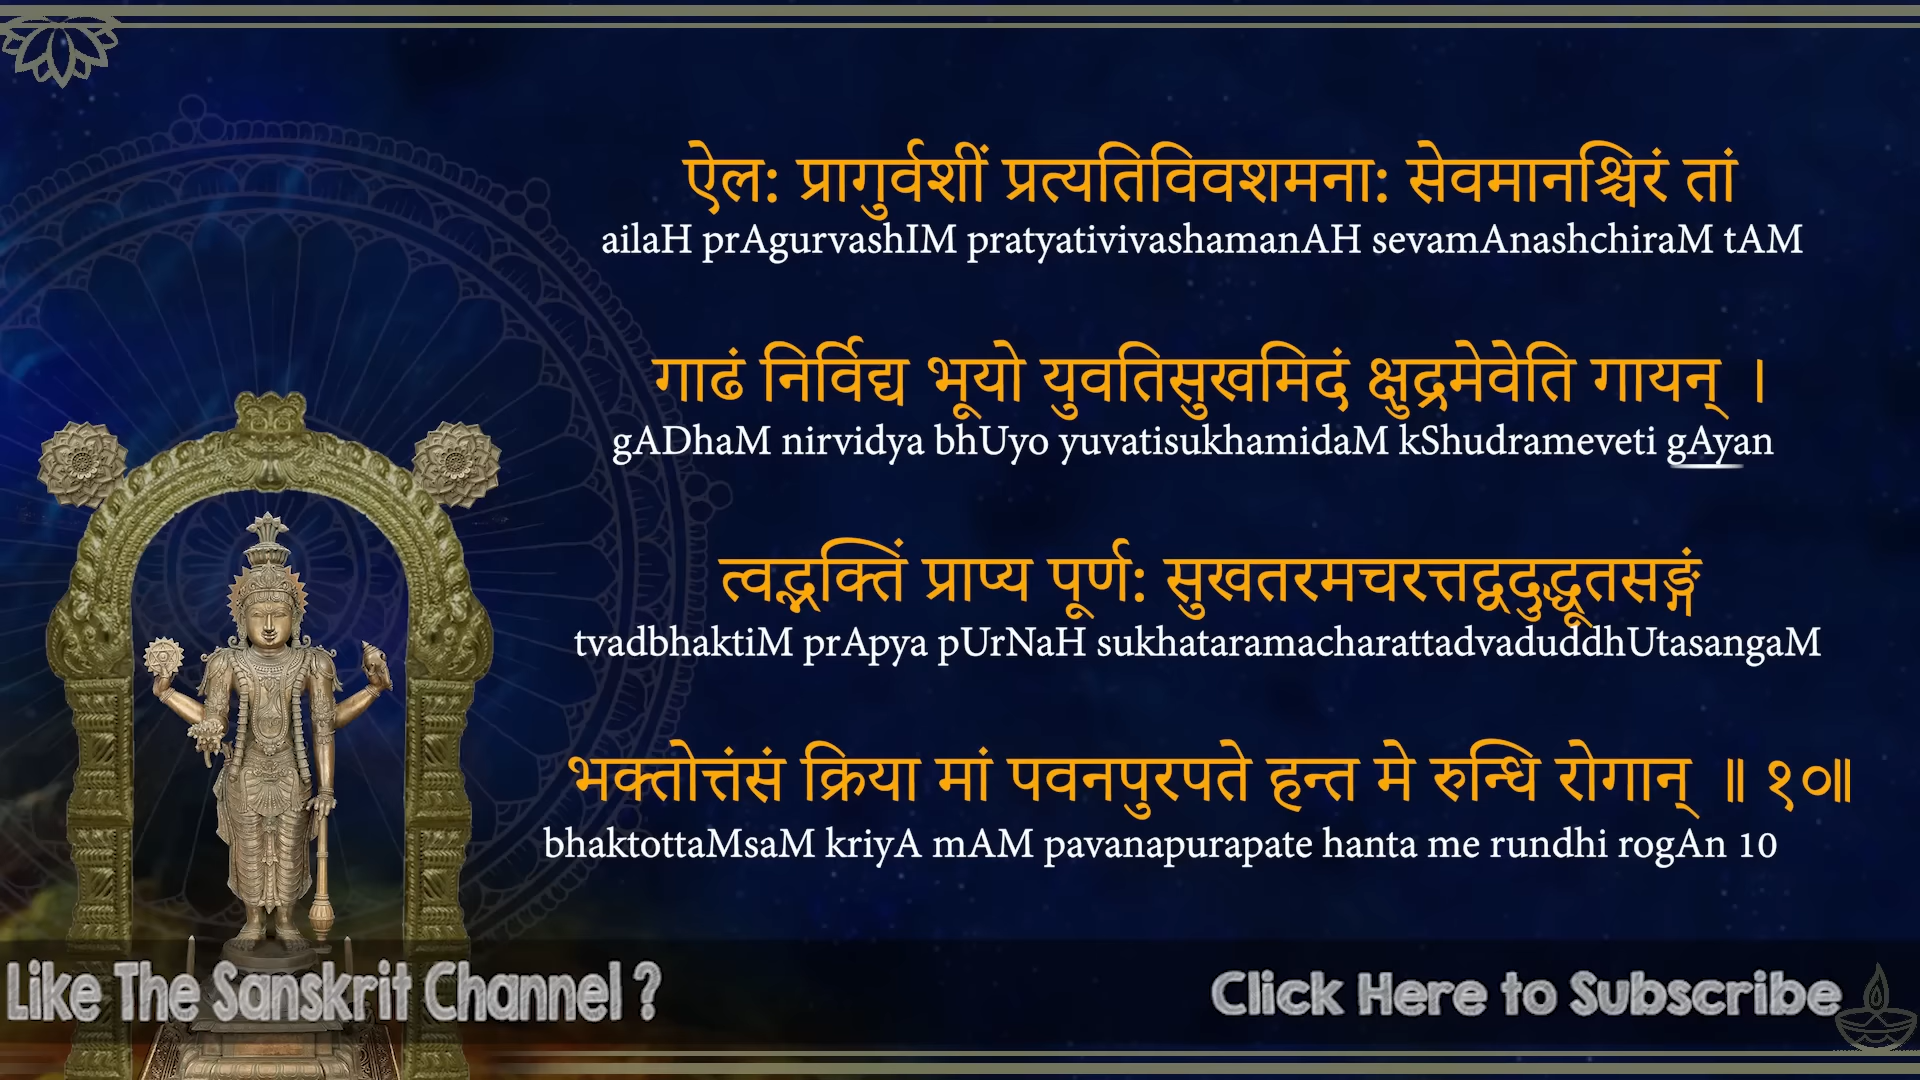 ऐल: प्रागुर्वशीं प्रत्यतिविवशमना: सेवमानश्चिरं तां
ailaH prAgurvashIM pratyativivashamanAH sevamAnashchiraM tAM
गाढं निर्विद्य भूयो युवतिसुखमिदं क्षुद्रमेवेति गायन् ।
gADhaM nirvidya bhUyo yuvatisukhamidaM kShudrameveti gAyan
त्वद्भक्तिं प्राप्य पूर्ण: सुखतरमचरत्तद्वदुद्धूतसङ्गं
tvadbhaktiM prApya pUrNaH sukhataramacharattadvaduddhUtasangaM
भक्तोत्तंसं क्रिया मां पवनपुरपते हन्त मे रुन्धि रोगान् ॥ १०॥
bhaktottaMsaM kriyA mAM pavanapurapate hanta me rundhi rogAn 10
Like The Sanskrit Channel ?
Click Here to Subscribe